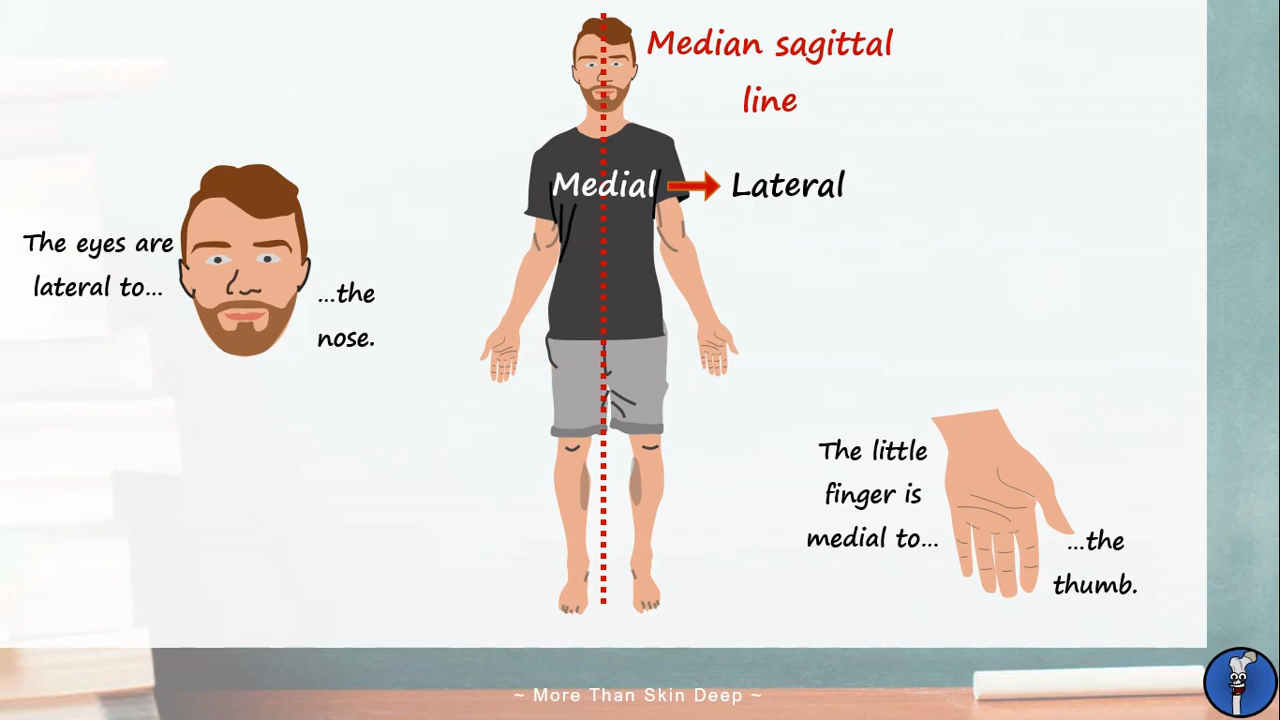 Median sagittal
line
Medial
Lateral
The eyes are
lateral to...
...the
nose.
The little
finger is
medial to...
...the
thumb.
~ More Than Skin Deep ~